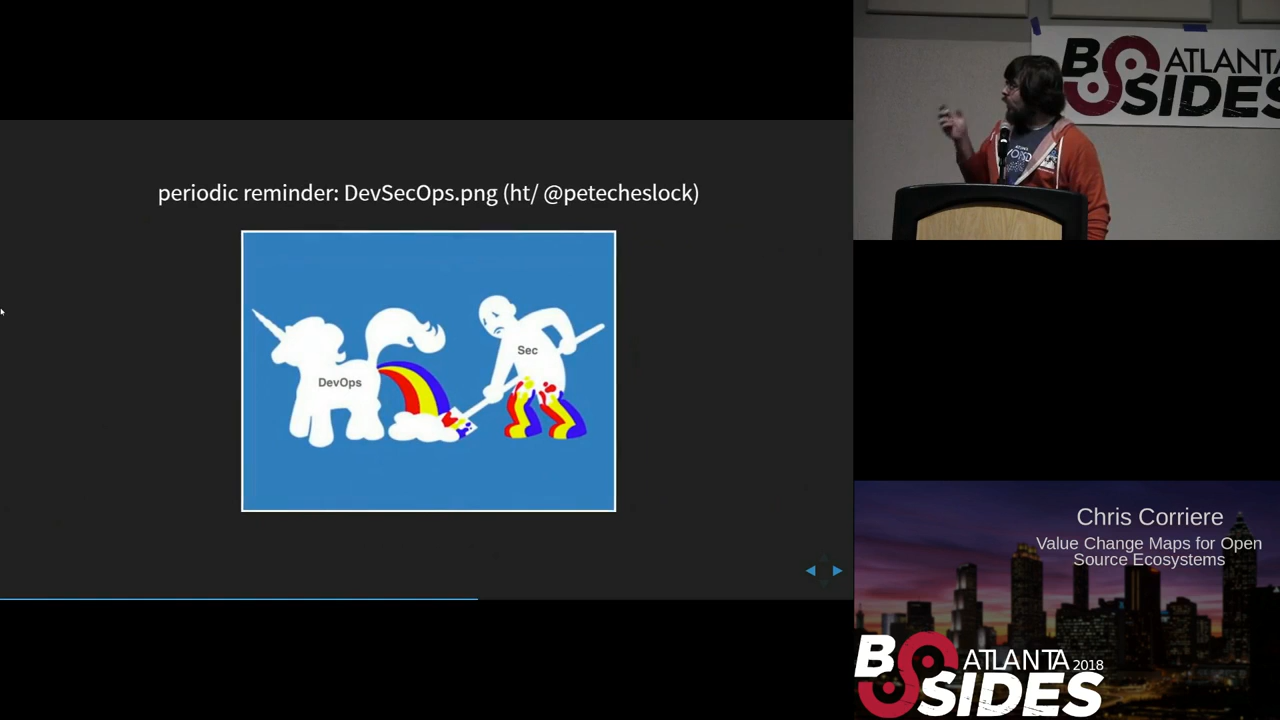 periodic reminder: DevSecOps.png (ht/ @petecheslock)
DevOps
Sec
BSIDES ATLANTA
Chris Corriere
Value Change Maps for Open
Source Ecosystems
BSIDES ATLANTA 2018